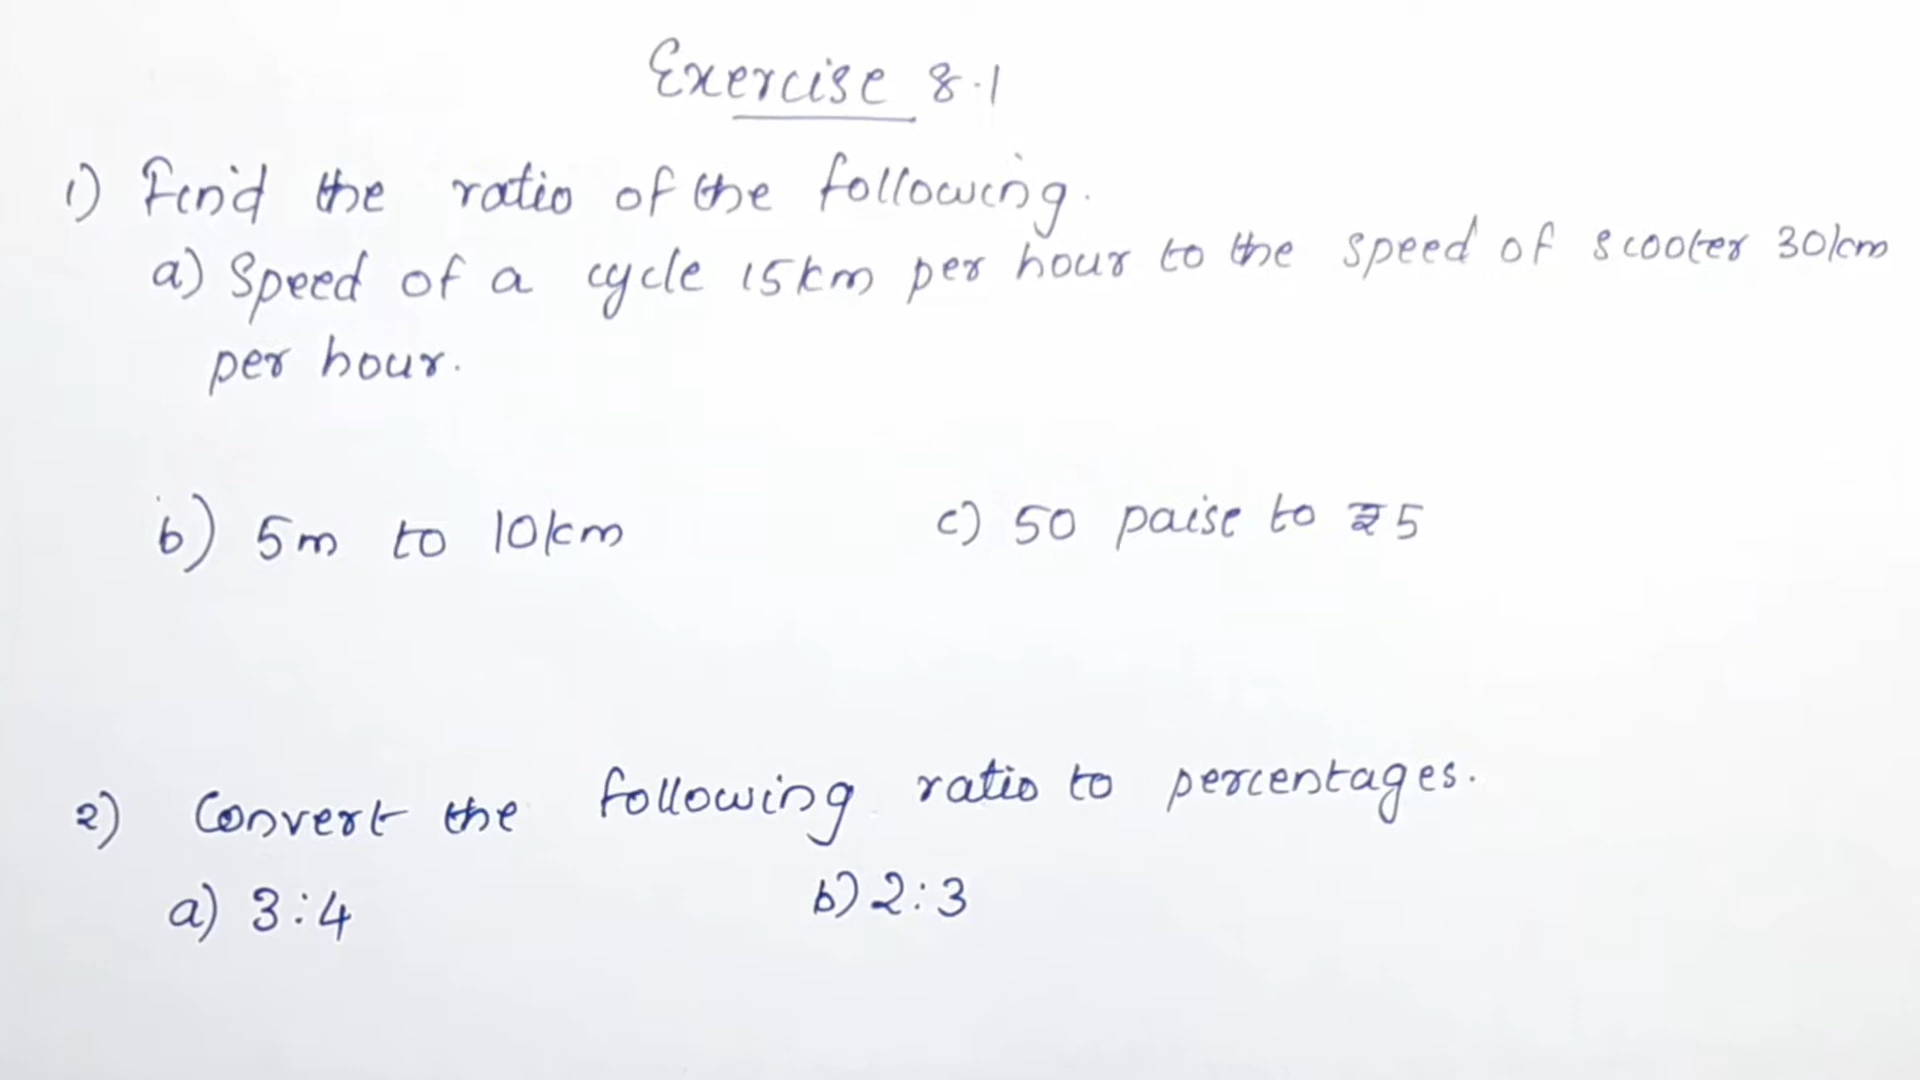 Exercise 8.1
1) Find the ratio of the following.
a) Speed of a cycle 15km per hour to the speed of scooter 30km
per hour.
b) 5m to 10km
c) 50 paise to ₹5
2) Convert the following ratio to percentages.
a) 3:4
b) 2:3